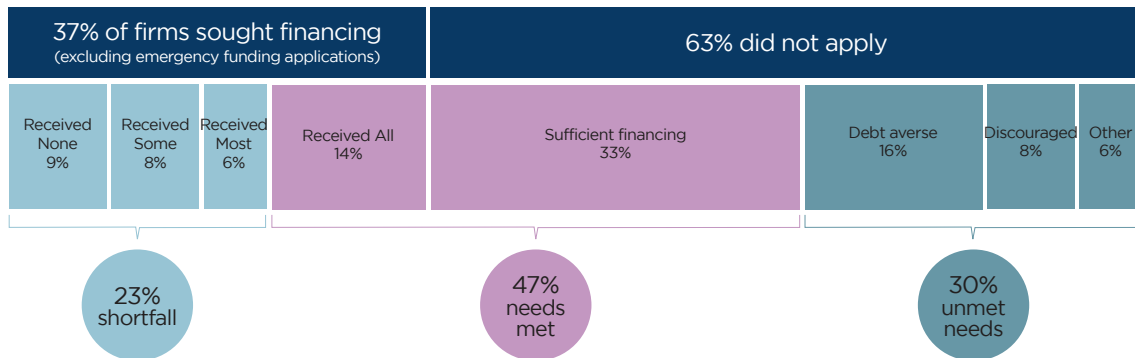 37% of firms sought financing
(excluding emergency funding applications)
63% did not apply
Received
None
9%
Received
Some
8%
Received
Most
6%
Received All
14%
Sufficient financing
33%
Debt averse
16%
Discouraged
8%
Other
6%
23%
shortfall
47%
needs
met
30%
unmet
needs